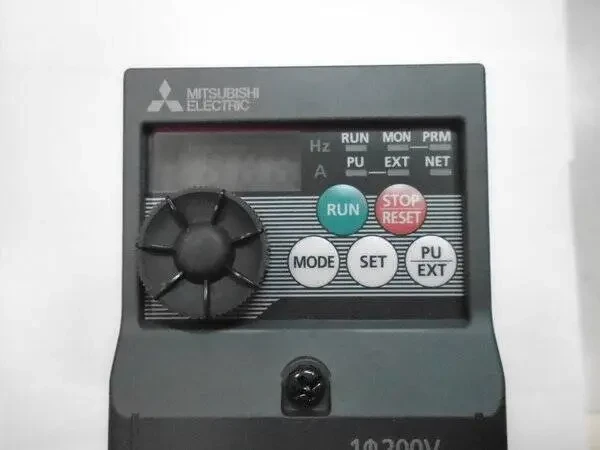 MITSUBISHI
ELECTRIC
Hz RUN MON PRM
A PU EXT NET
RUN STOP
RESET
MODE SET PU
EXT
1Φ200V